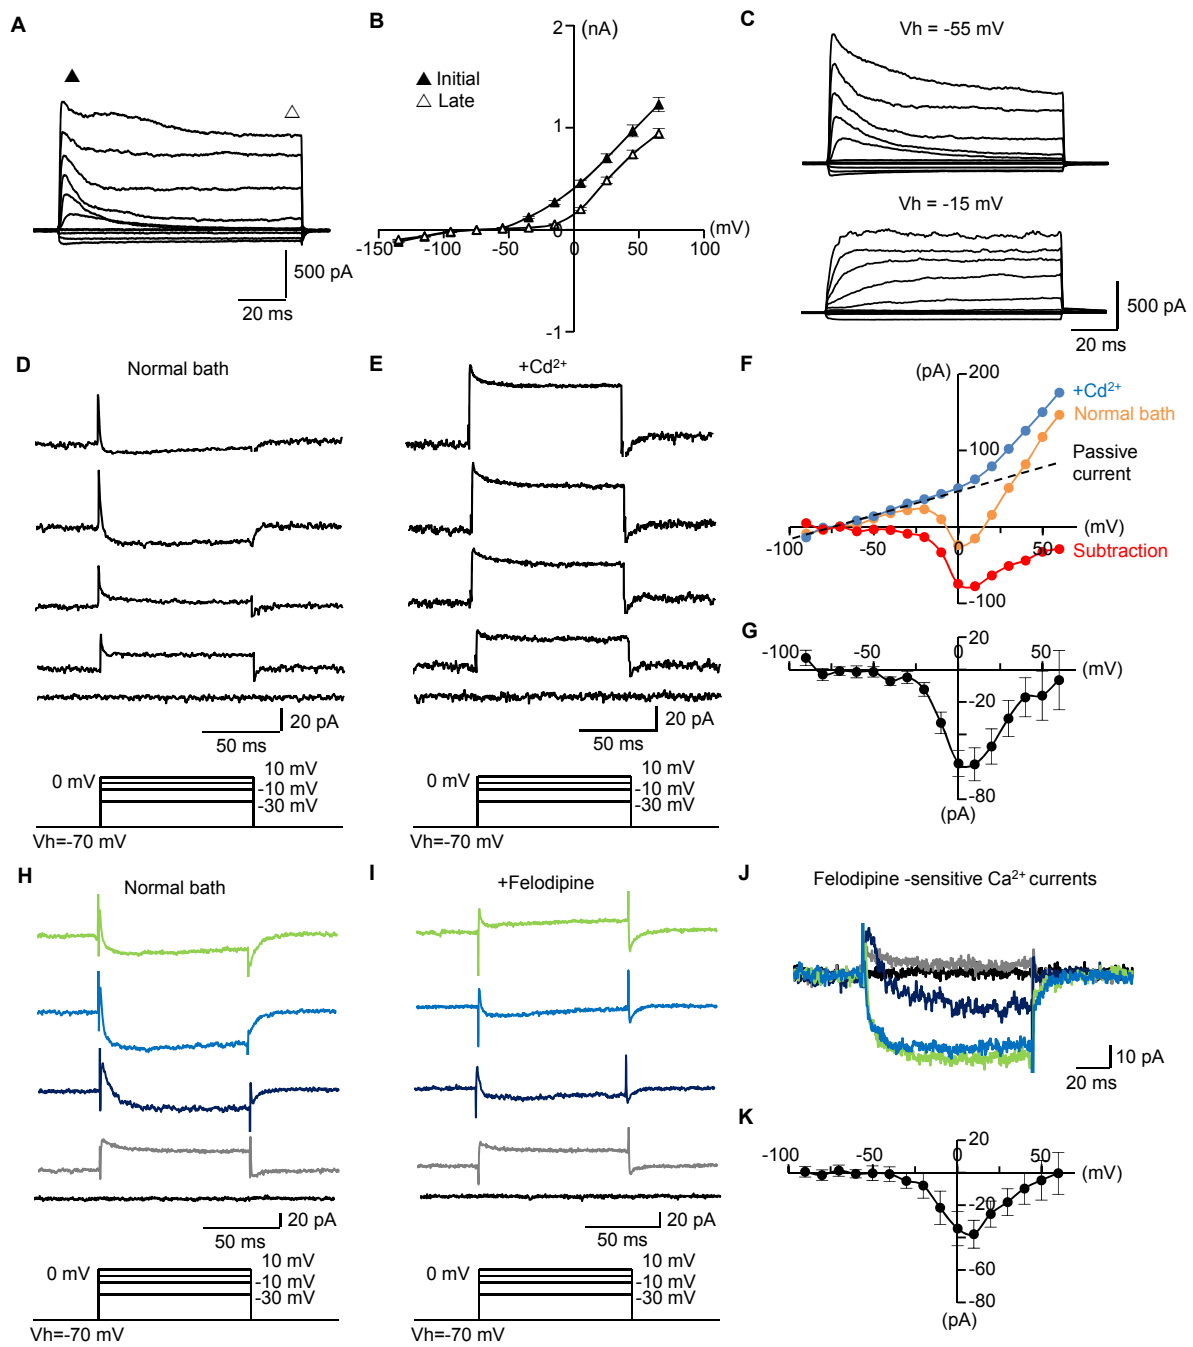 A
500 pA
20 ms
B
(nA)
2
1
-1
▲ Initial
△ Late
-150
-100
-50
0
50
100
(mV)
C
Vh = -55 mV
Vh = -15 mV
500 pA
20 ms
D
Normal bath
20 pA
50 ms
0 mV
10 mV
-10 mV
-30 mV
Vh=-70 mV
E
+Cd²⁺
20 pA
50 ms
0 mV
10 mV
-10 mV
-30 mV
Vh=-70 mV
F
(pA)
200
100
-100
-100
-50
0
50
(mV)
+Cd²⁺
Normal bath
Passive
current
Subtraction
G
20
-100
-50
0
50
(mV)
-20
-80
(pA)
H
Normal bath
20 pA
50 ms
0 mV
10 mV
-10 mV
-30 mV
Vh=-70 mV
I
+Felodipine
20 pA
50 ms
0 mV
10 mV
-10 mV
-30 mV
Vh=-70 mV
J
Felodipine -sensitive Ca²⁺ currents
10 pA
20 ms
K
20
-100
-50
0
50
(mV)
-20
-60
-80
(pA)